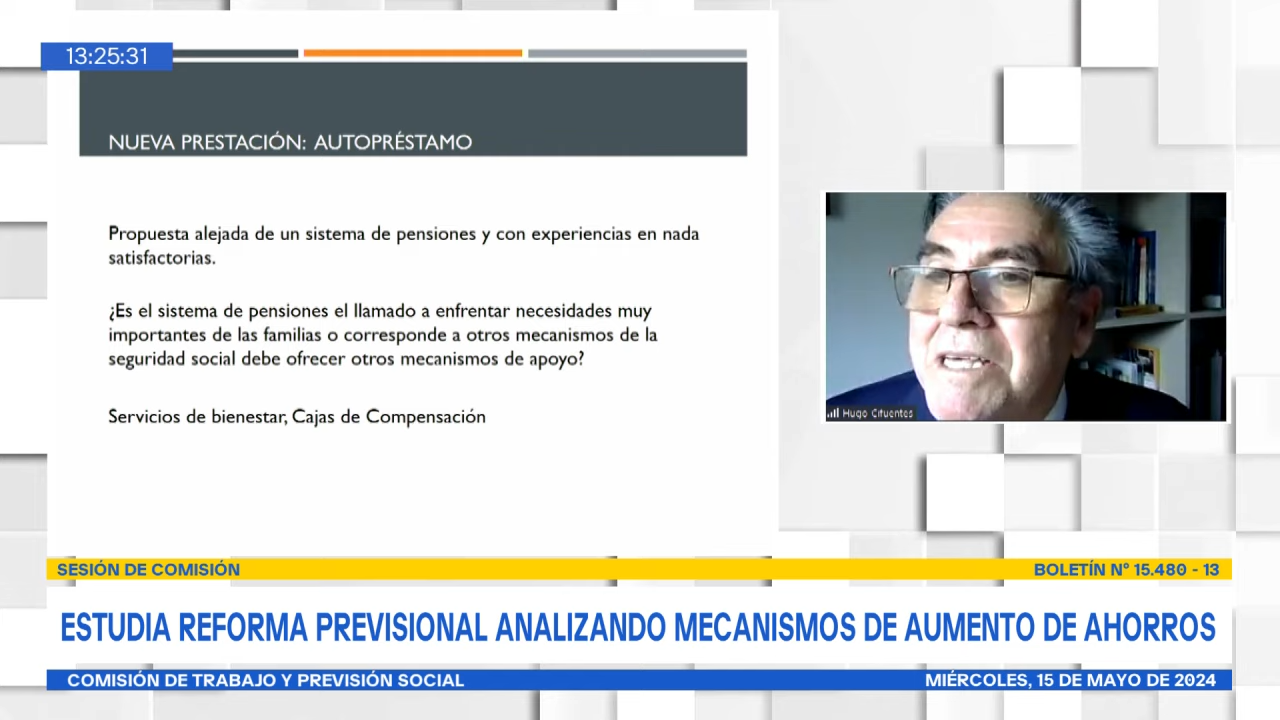 13:25:31
NUEVA PRESTACIÓN: AUTOPRÉSTAMO
Propuesta alejada de un sistema de pensiones y con experiencias en nada
satisfactorias.
¿Es el sistema de pensiones el llamado a enfrentar necesidades muy
importantes de las familias o corresponde a otros mecanismos de la
seguridad social debe ofrecer otros mecanismos de apoyo?
Servicios de bienestar, Cajas de Compensación
Hugo Cifuentes
SESIÓN DE COMISIÓN
BOLETÍN N° 15.480 - 13
ESTUDIA REFORMA PREVISIONAL ANALIZANDO MECANISMOS DE AUMENTO DE AHORROS
COMISIÓN DE TRABAJO Y PREVISIÓN SOCIAL
MIÉRCOLES, 15 DE MAYO DE 2024